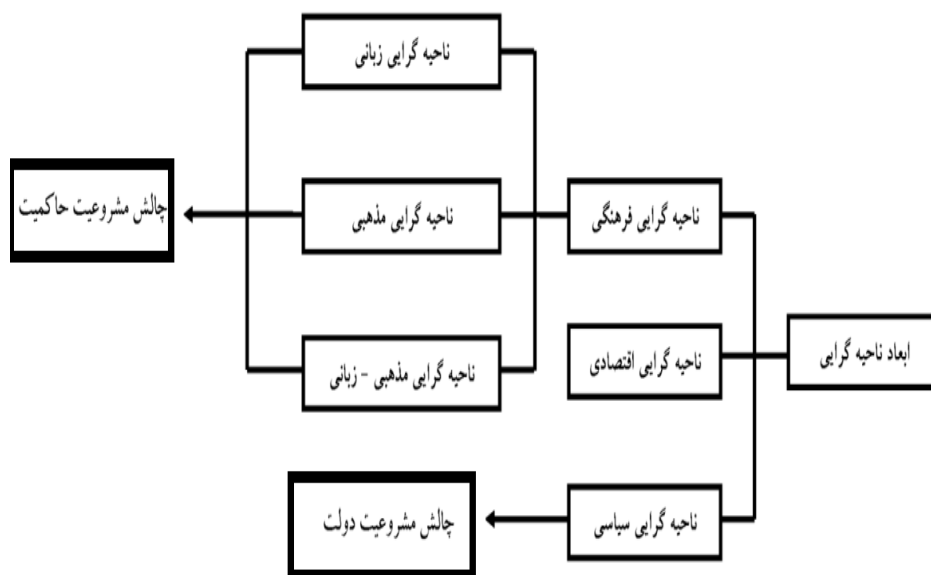 ابعاد ناحیه گرایی
ناحیه گرایی فرهنگی
ناحیه گرایی اقتصادی
ناحیه گرایی سیاسی
ناحیه گرایی زبانی
ناحیه گرایی مذهبی
ناحیه گرایی مذهبی - زبانی
چالش مشروعیت حاکمیت
چالش مشروعیت دولت